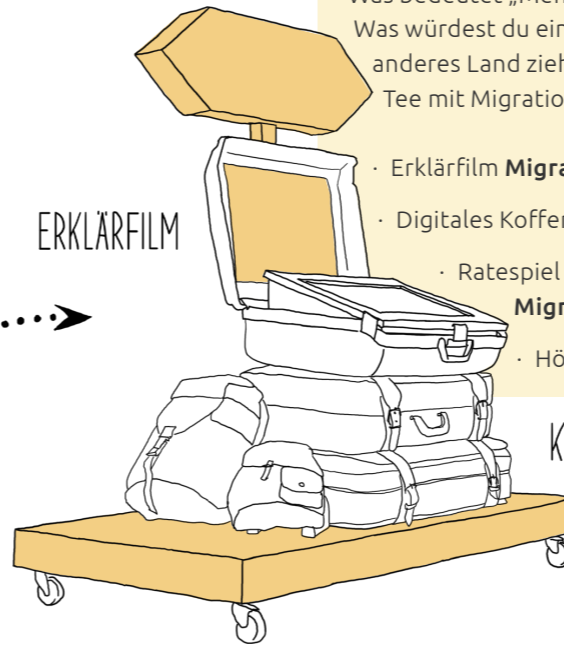 Was würdest du ein
anderes Land zieh
Tee mit Migratio
· Erklärfilm Migra
· Digitales Koffer
· Ratespiel
Migr
· Hö
ERKLÄRFILM
K